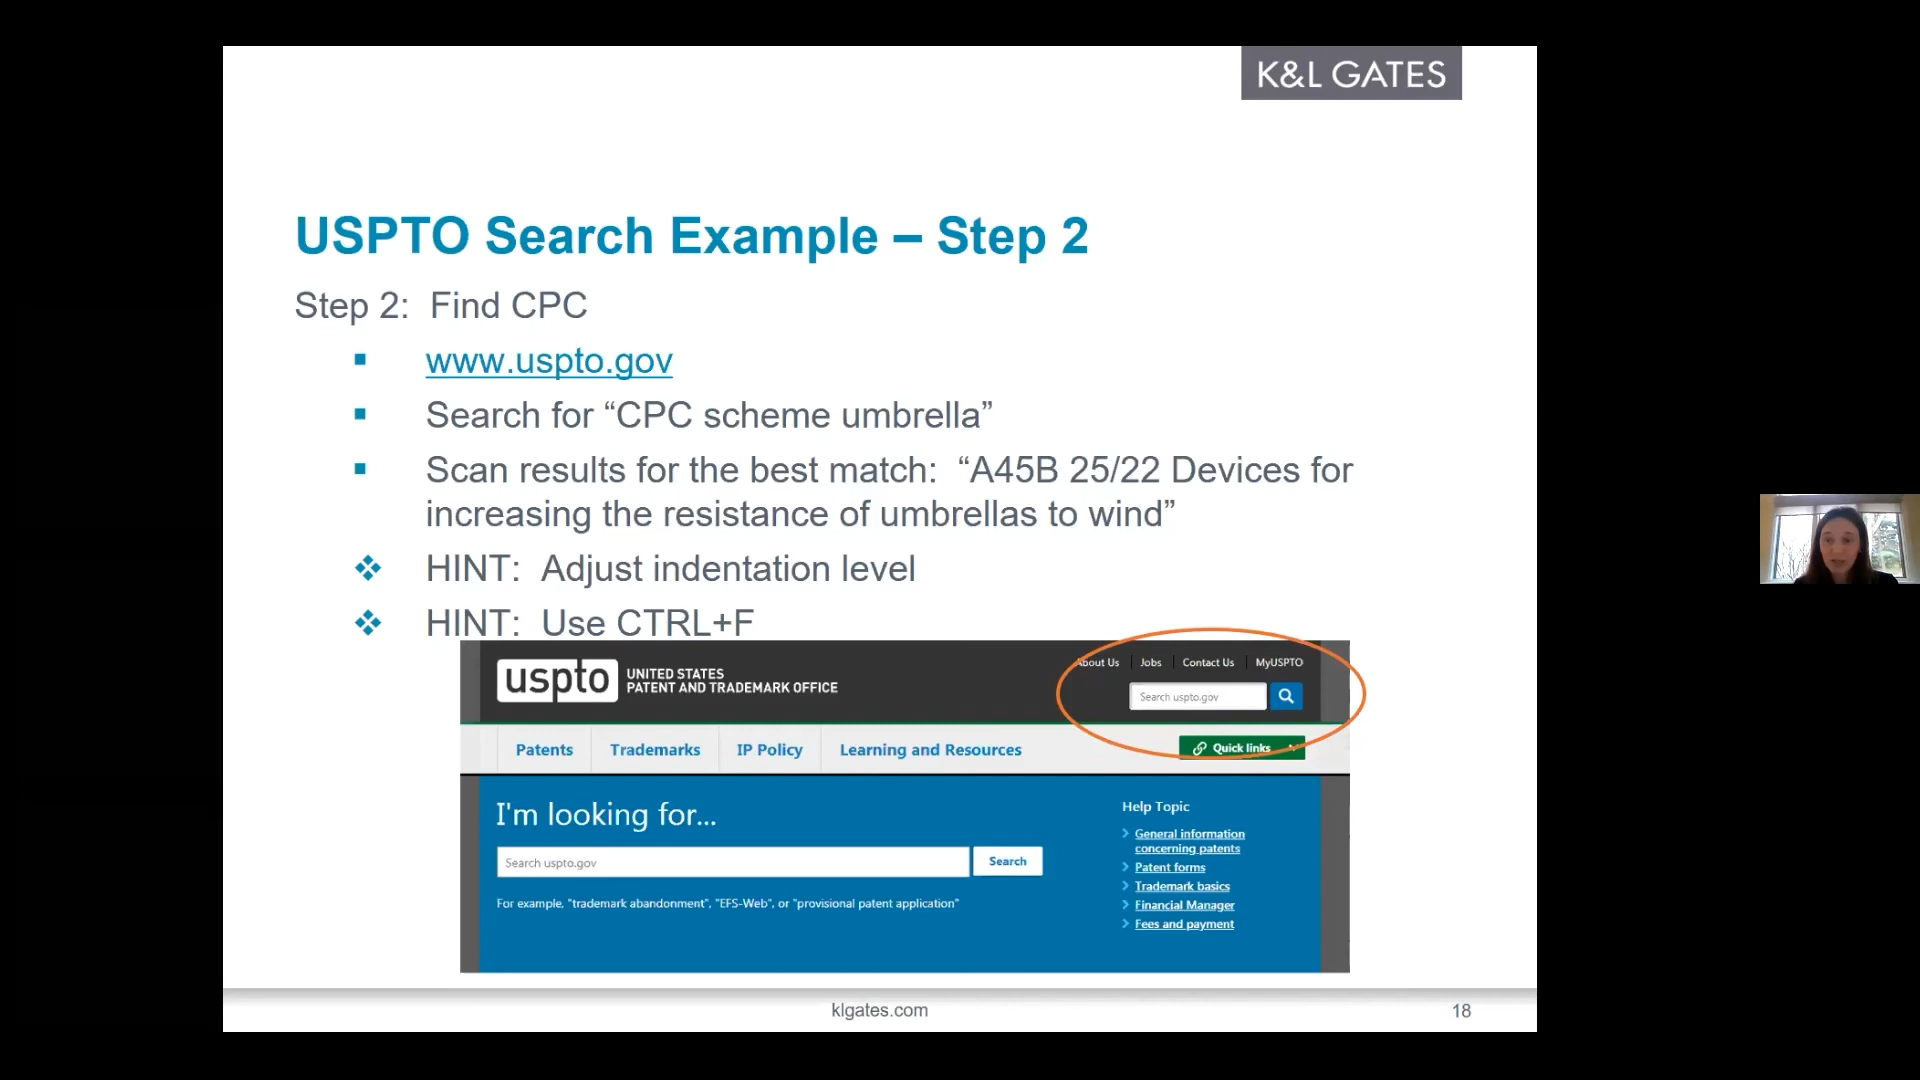 K&L GATES
USPTO Search Example – Step 2
Step 2: Find CPC
www.uspto.gov
Search for “CPC scheme umbrella”
Scan results for the best match: “A45B 25/22 Devices for
increasing the resistance of umbrellas to wind”
HINT: Adjust indentation level
HINT: Use CTRL+F
About Us Jobs Contact Us MyUSPTO
uspto UNITED STATES
PATENT AND TRADEMARK OFFICE
Search uspto.gov
Patents Trademarks IP Policy Learning and Resources Quick links
I'm looking for...
Search uspto.gov Search
For example, "trademark abandonment", "EFS-Web", or "provisional patent application"
Help Topic
General information
concerning patents
Patent forms
Trademark basics
Financial Manager
Fees and payment
klgates.com
18